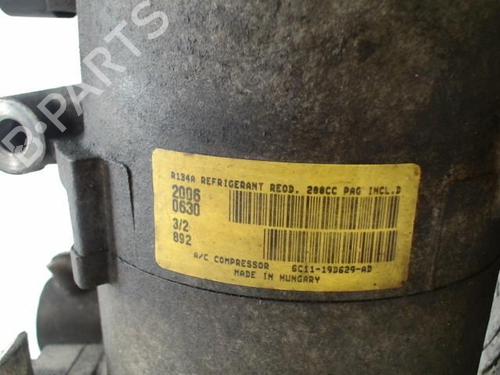 B-PARTS
R134A REFRIGERANT REQD. 200CC PAG INCL.D
2006
0630
3/2
892
A/C COMPRESSOR 6C11-19D629-AD
MADE IN HUNGARY